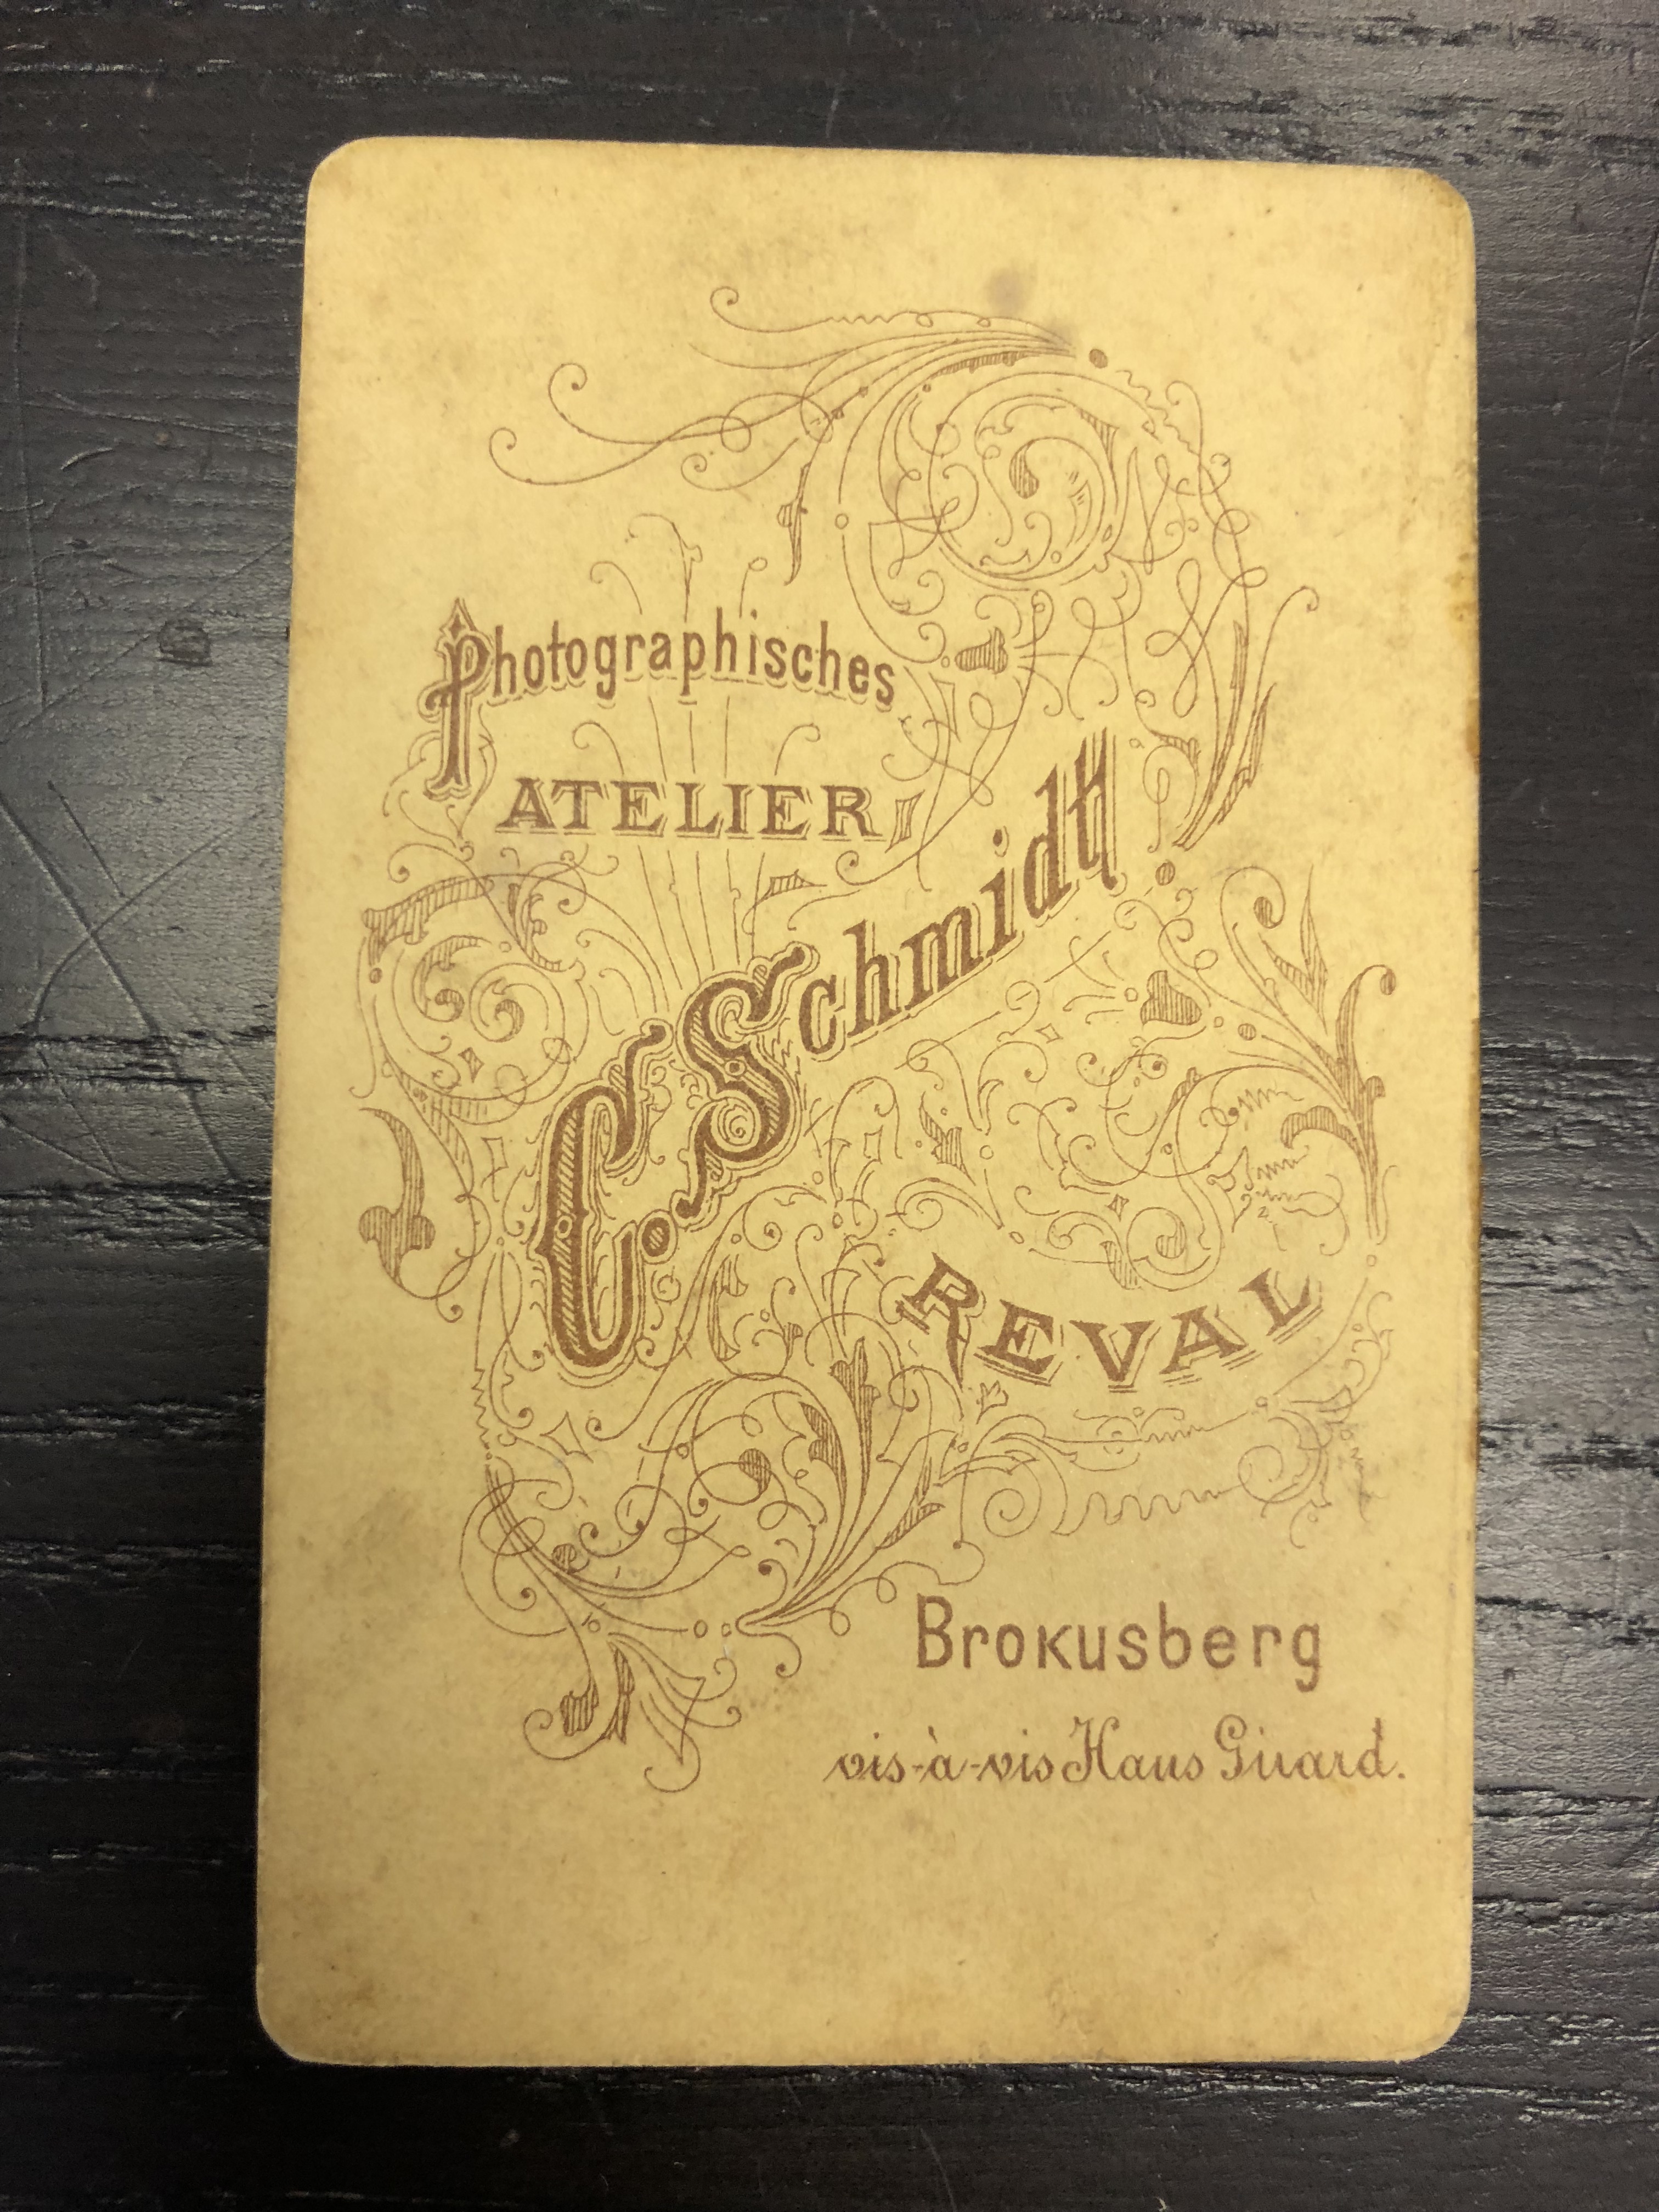 Photographisches
ATELIER
C. Schmidt
REVAL
Brokusberg
vis-à-vis Haus Girard.